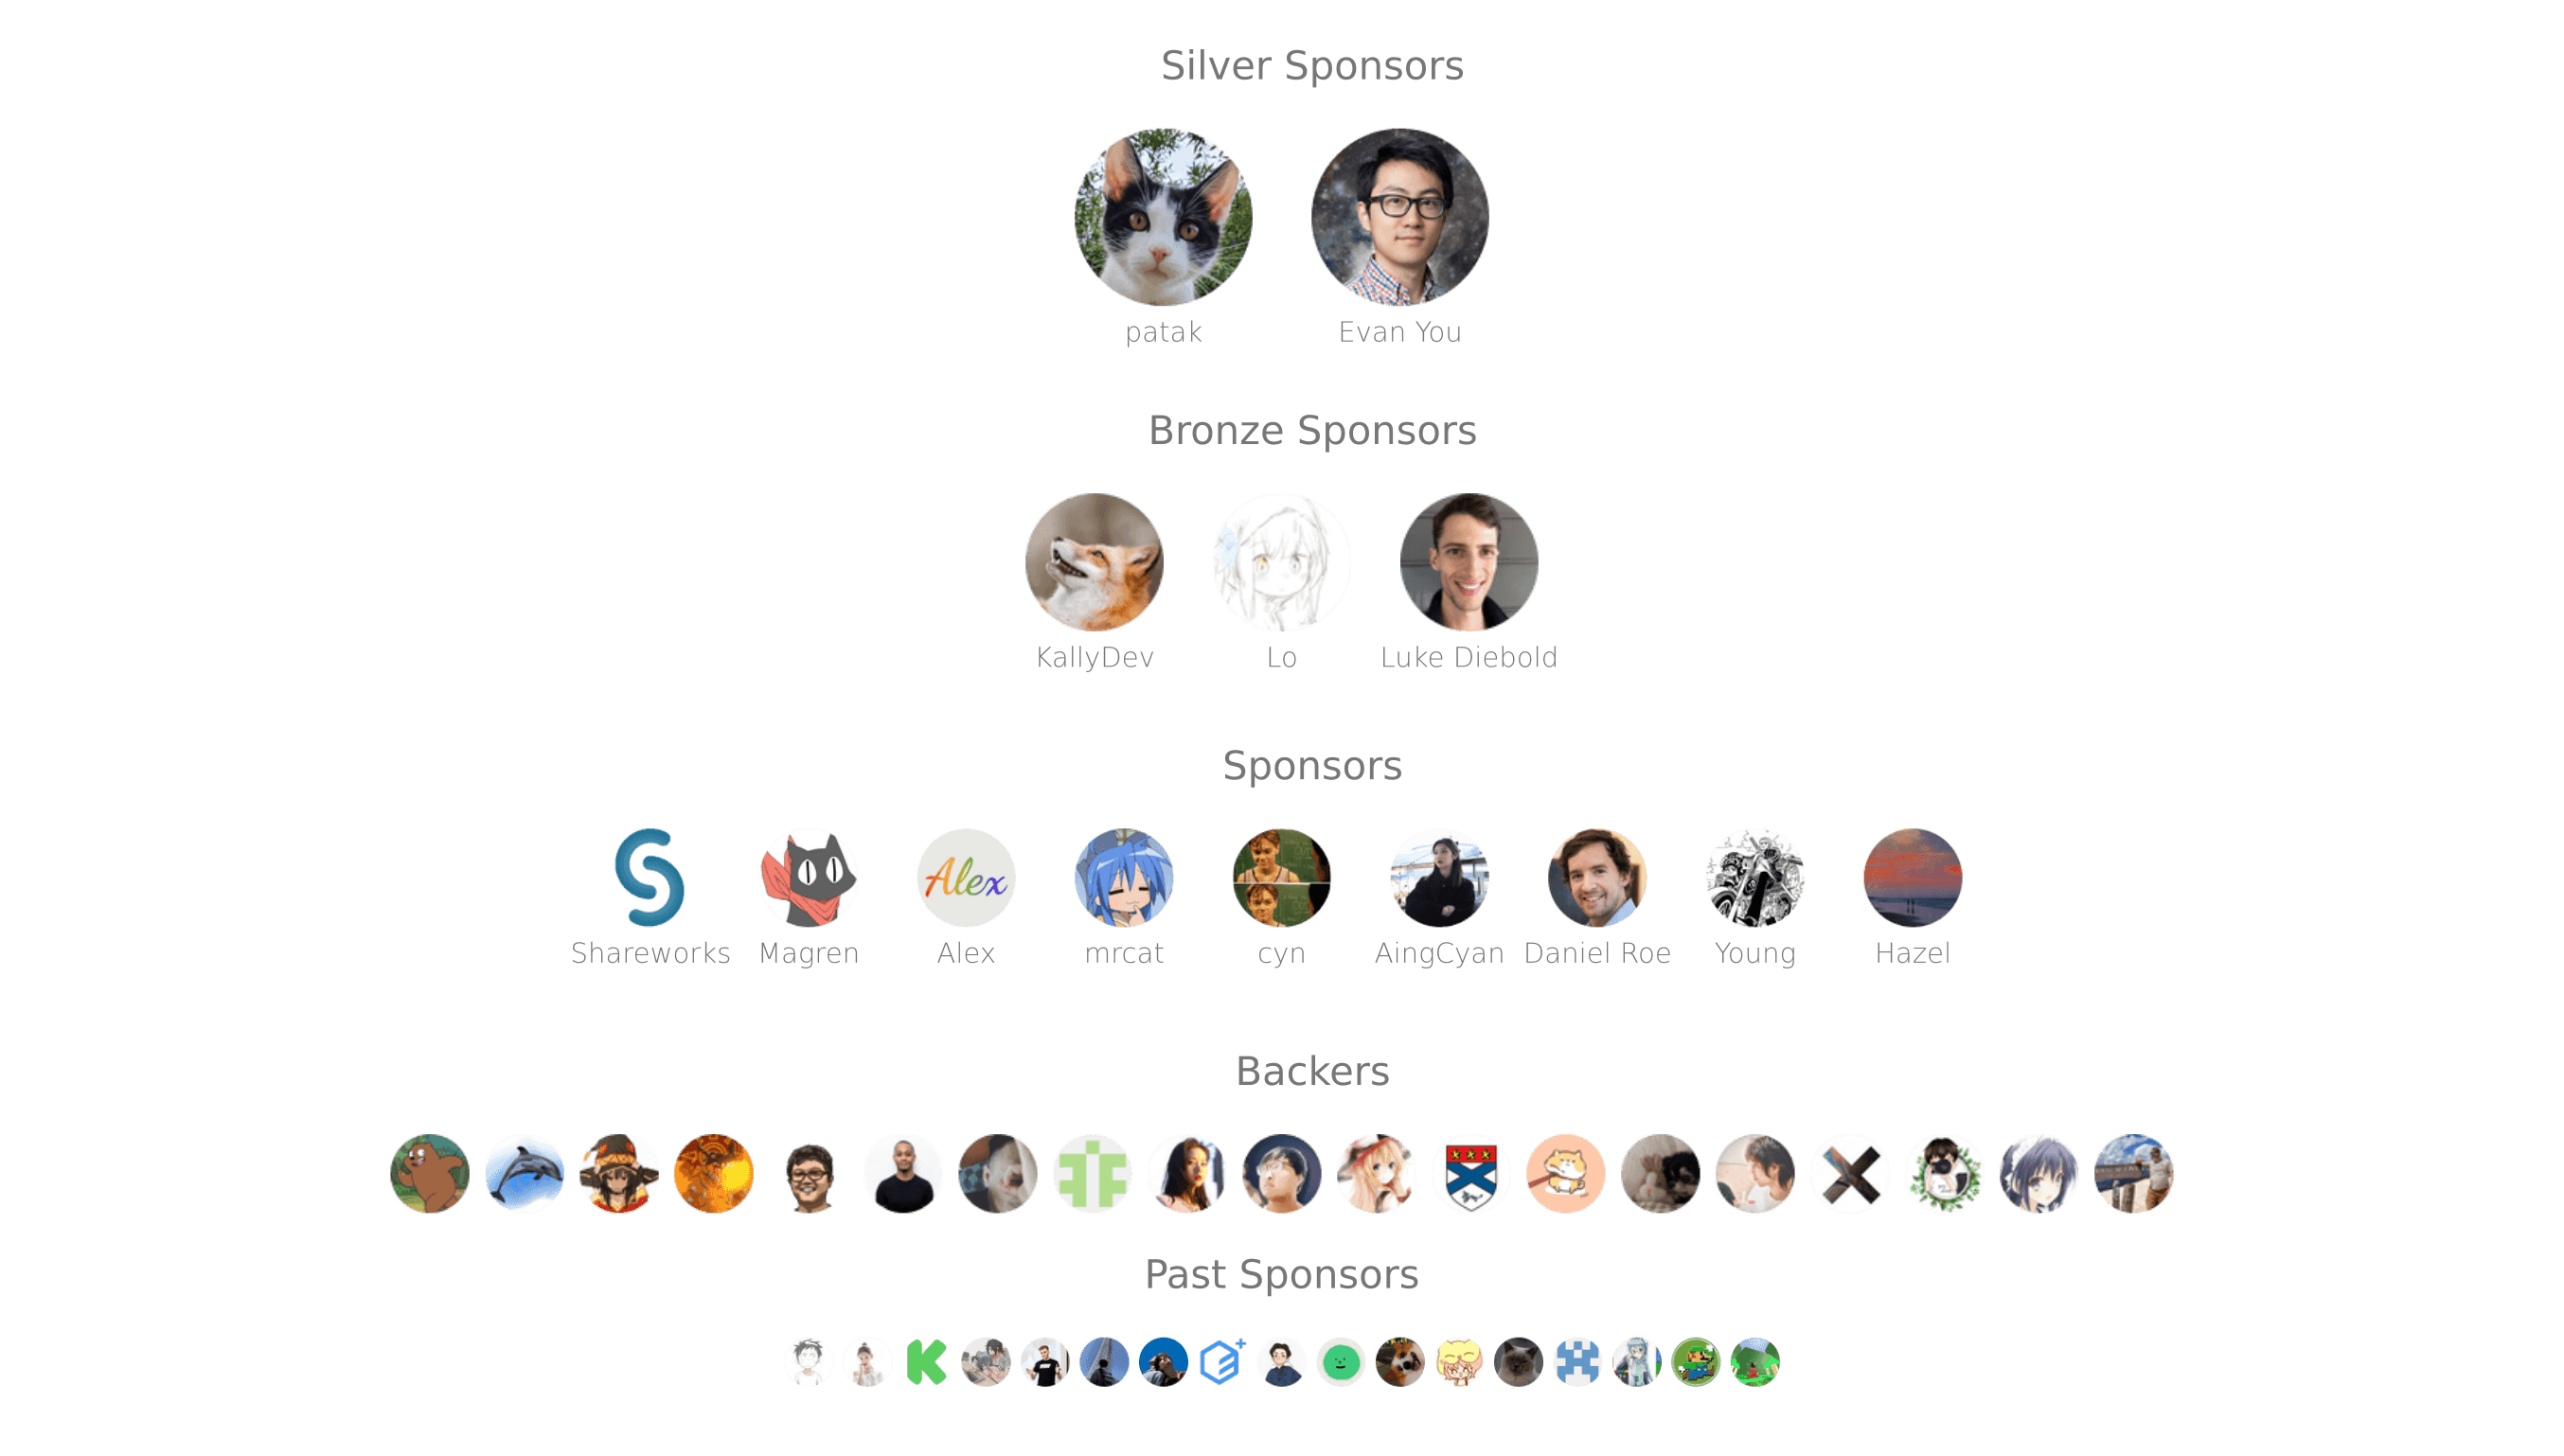 Silver Sponsors
patak Evan You
Bronze Sponsors
KallyDev Lo Luke Diebold
Sponsors
Alex
Shareworks Magren Alex mrcat cyn AingCyan Daniel Roe Young Hazel
Backers
Past Sponsors